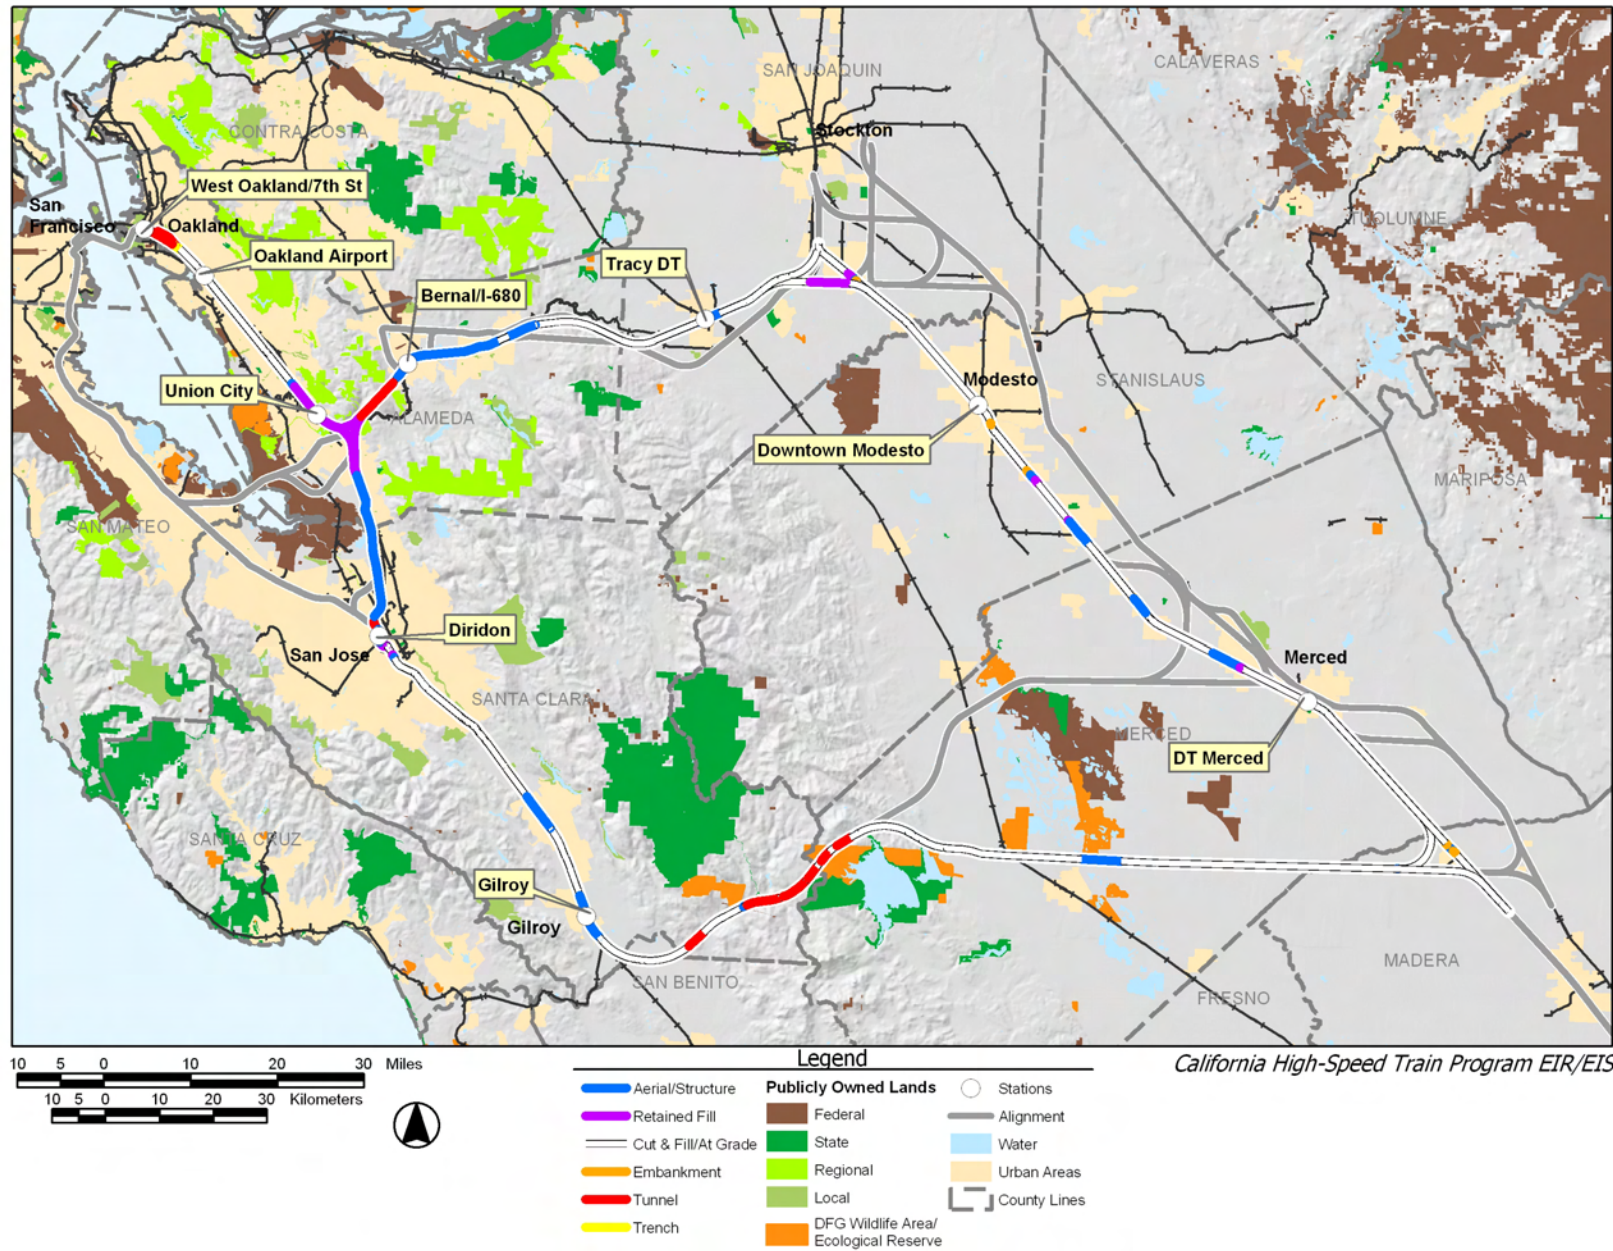 CALAVERAS
SAN JOAQUIN
CONTRA COSTA
Stockton
West Oakland/7th St
San
Francisco
Oakland
TUOLUMNE
Oakland Airport
Tracy DT
Bernal/I-680
Union City
Modesto
STANISLAUS
ALAMEDA
Downtown Modesto
MARIPOSA
SAN MATEO
Diridon
San Jose
Merced
SANTA CLARA
MERCED
DT Merced
SANTA CRUZ
Gilroy
Gilroy
MADERA
SAN BENITO
FRESNO
10 5 0 10 20 30 Miles
10 5 0 10 20 30 Kilometers
Legend
California High-Speed Train Program EIR/EIS
Aerial/Structure
Retained Fill
Cut & Fill/At Grade
Embankment
Tunnel
Trench
Publicly Owned Lands
Federal
State
Regional
Local
DFG Wildlife Area/
Ecological Reserve
Stations
Alignment
Water
Urban Areas
County Lines